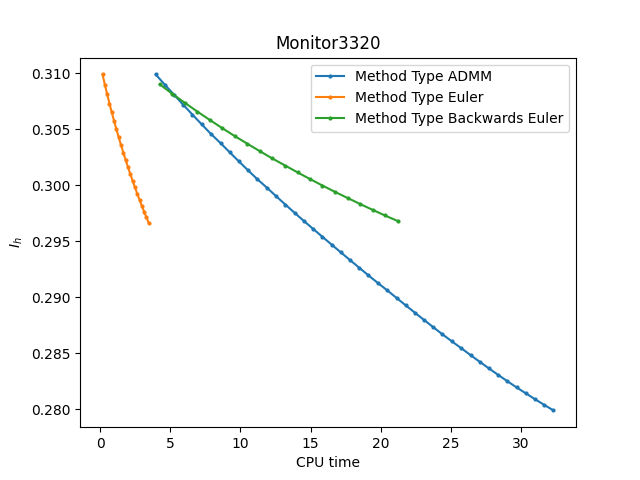 Monitor3320
Method Type ADMM
Method Type Euler
Method Type Backwards Euler
0.310
0.305
0.300
0.295
0.290
0.285
0.280
I_h
0 5 10 15 20 25 30
CPU time